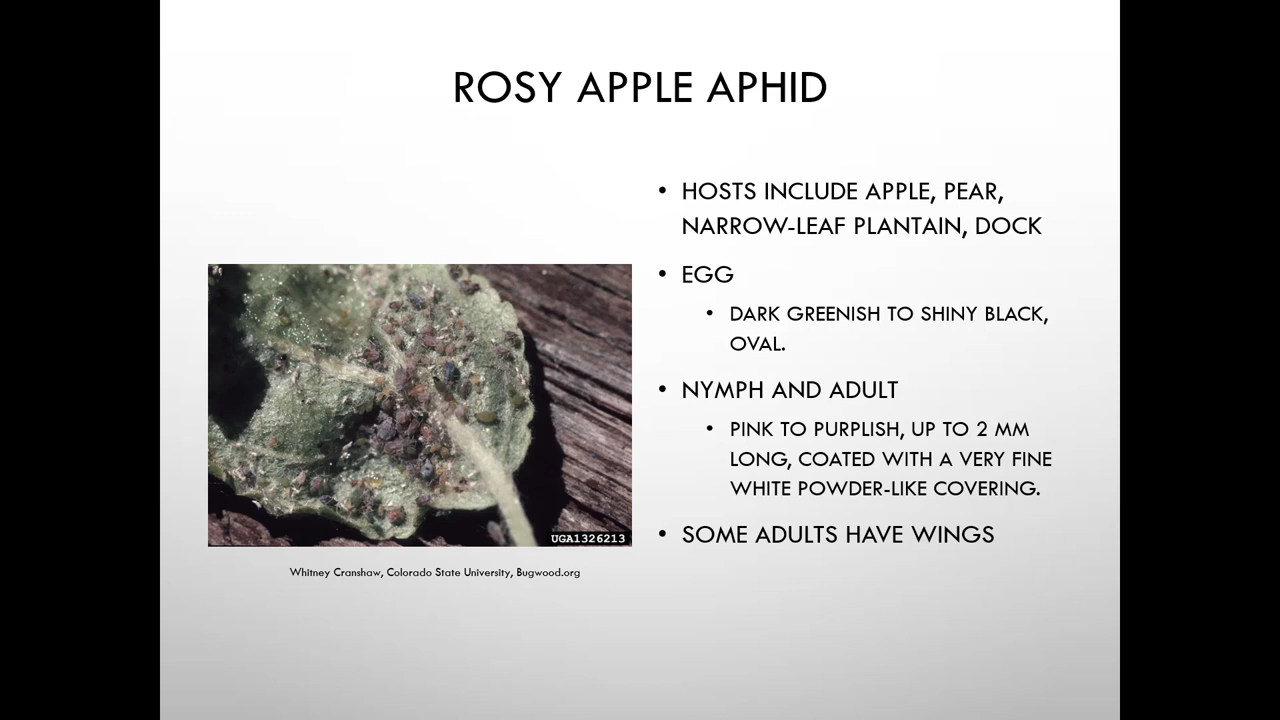 ROSY APPLE APHID
• HOSTS INCLUDE APPLE, PEAR,
NARROW-LEAF PLANTAIN, DOCK
• EGG
• DARK GREENISH TO SHINY BLACK,
OVAL.
• NYMPH AND ADULT
• PINK TO PURPLISH, UP TO 2 MM
LONG, COATED WITH A VERY FINE
WHITE POWDER-LIKE COVERING.
• SOME ADULTS HAVE WINGS
UGA1326213
Whitney Cranshaw, Colorado State University, Bugwood.org